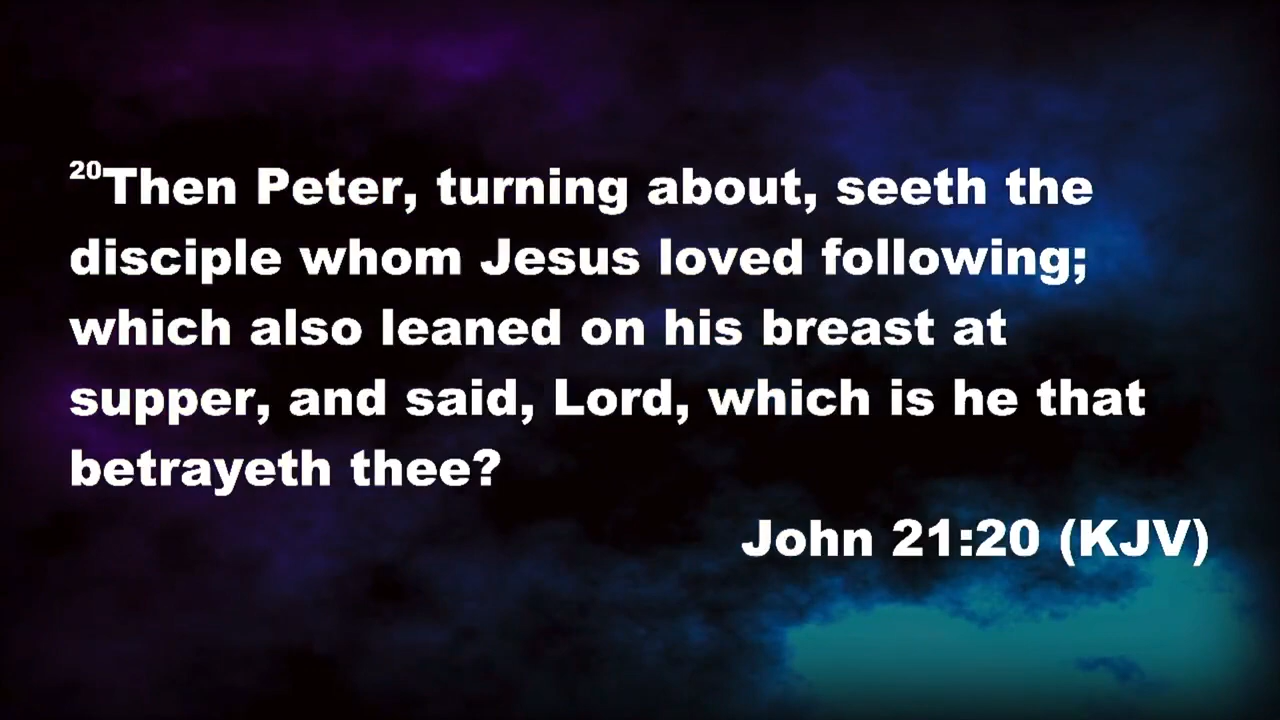 20Then Peter, turning about, seeth the
disciple whom Jesus loved following;
which also leaned on his breast at
supper, and said, Lord, which is he that
betrayeth thee?
John 21:20 (KJV)